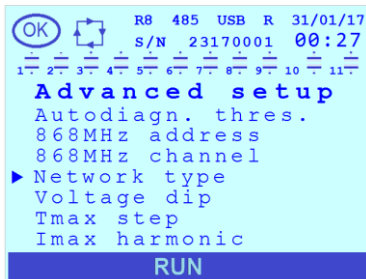 OK R8 485 USB R 31/01/17
S/N 23170001 00:27
1 2 3 4 5 6 7 8 9 10 11
Advanced setup
Autodiagn. thres.
868MHz address
868MHz channel
Network type
Voltage dip
Tmax step
Imax harmonic
RUN